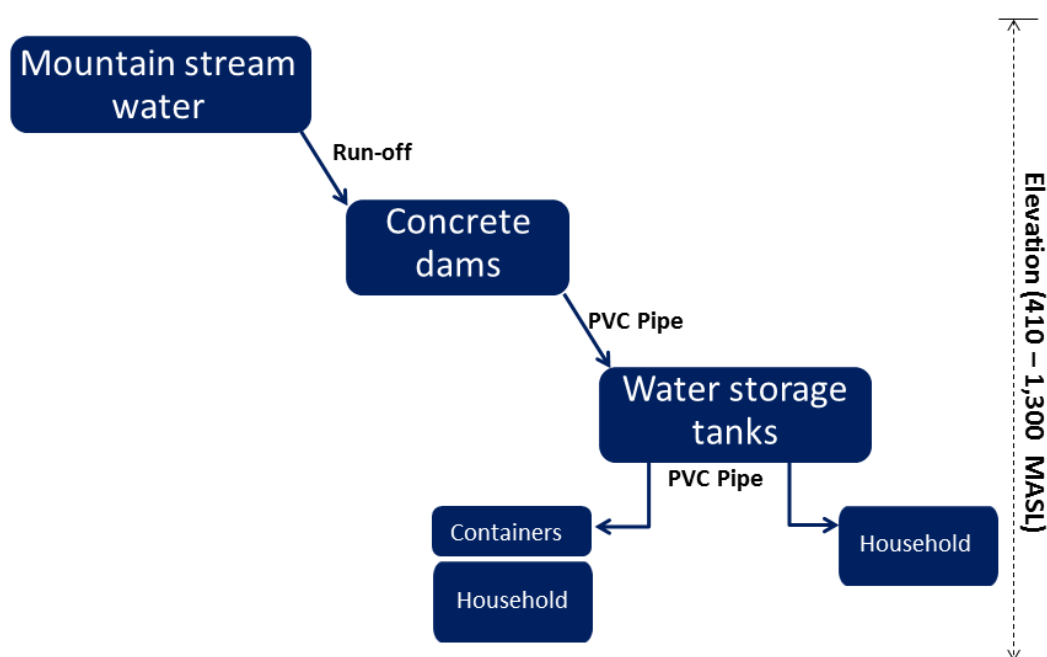 Mountain stream
water
Run-off
Concrete
dams
PVC Pipe
Water storage
tanks
PVC Pipe
Containers
Household
Household
Elevation (410 – 1,300 MASL)